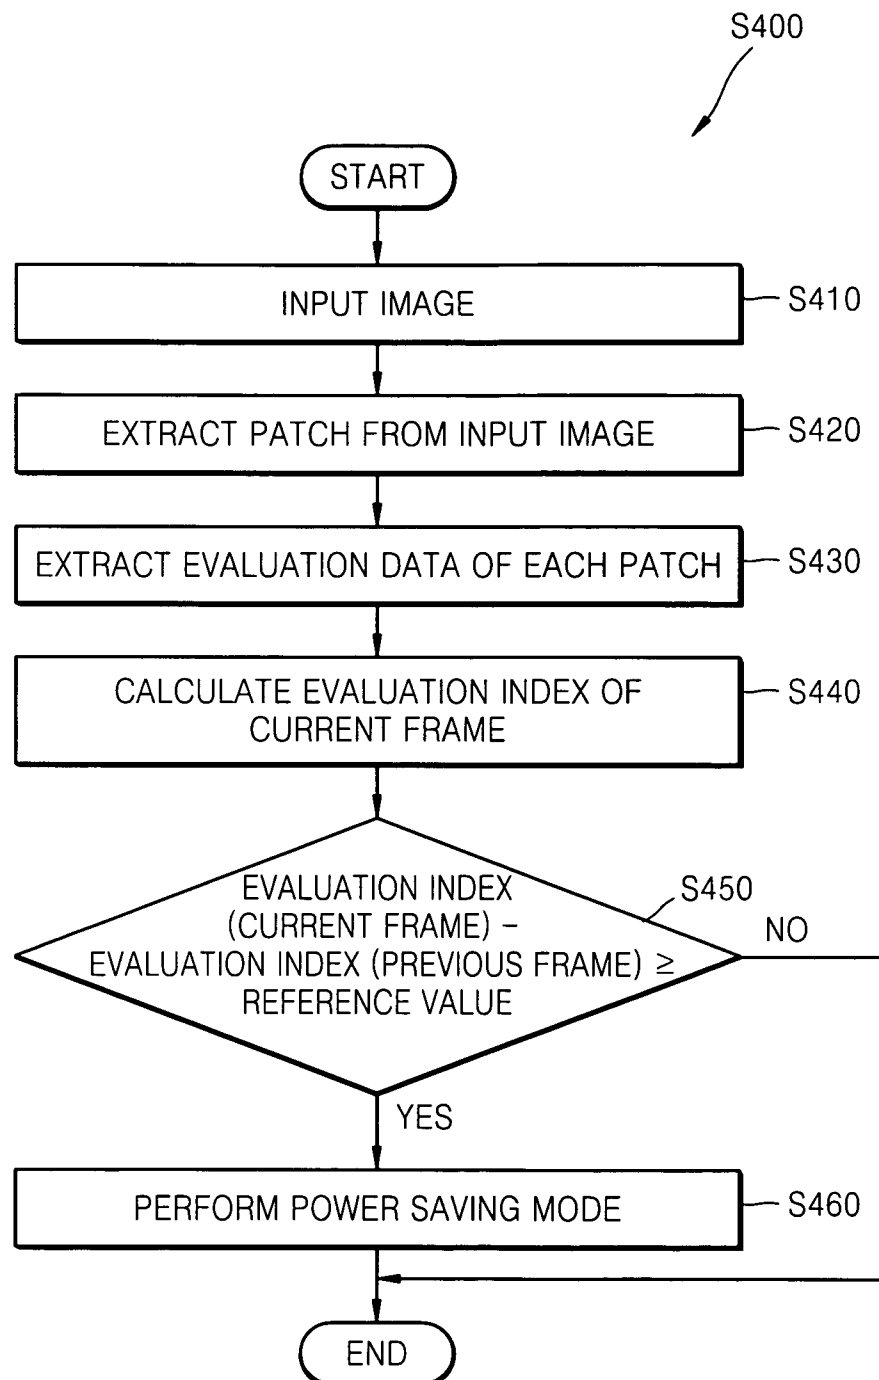 S400
START
INPUT IMAGE
S410
EXTRACT PATCH FROM INPUT IMAGE
S420
EXTRACT EVALUATION DATA OF EACH PATCH
S430
CALCULATE EVALUATION INDEX OF
CURRENT FRAME
S440
EVALUATION INDEX
(CURRENT FRAME) –
EVALUATION INDEX (PREVIOUS FRAME) ≥
REFERENCE VALUE
S450
NO
YES
PERFORM POWER SAVING MODE
S460
END